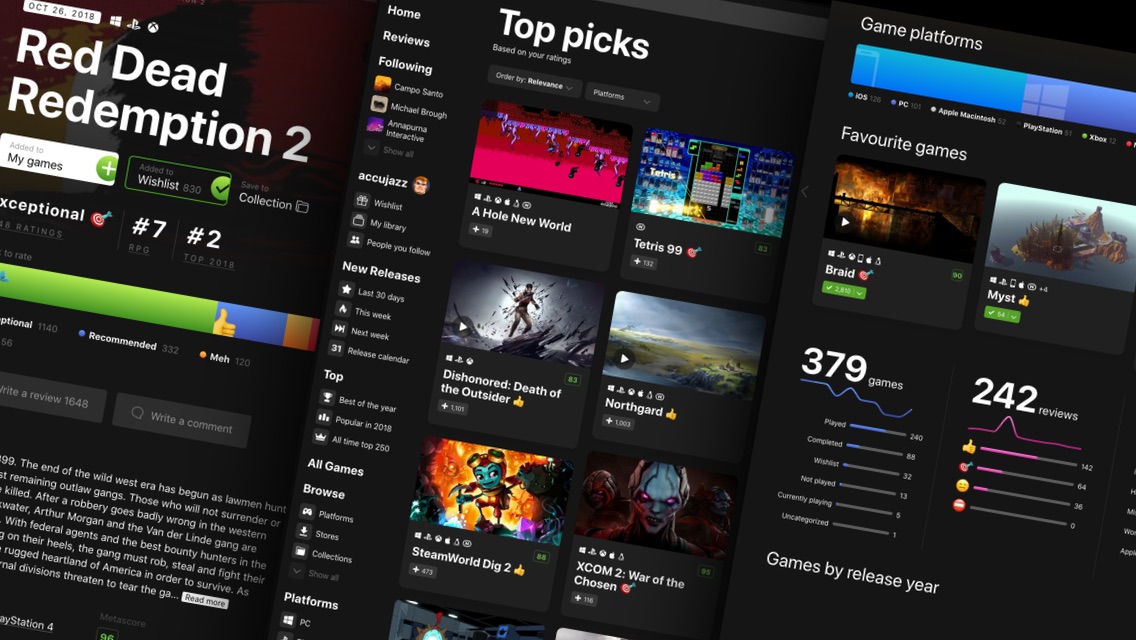 OCT 26, 2018
Red Dead
Redemption 2
Added to
My games
Added to
Wishlist 830
Save to
Collection
xceptional
48 RATINGS
#7
RPG
#2
TOP 2018
to rate
ptional 1140
Recommended 332
Meh 120
56
Write a review 1648
Write a comment
899. The end of the wild west era has begun as lawmen hunt
st remaining outlaw gangs. Those who will not surrender or
e killed. After a robbery goes badly wrong in the western
kwater, Arthur Morgan and the Van der Linde gang are
. With federal agents and the best bounty hunters in the
g on their heels, the gang must rob, steal and fight their
e rugged heartland of America in order to survive. As
rnal divisions threaten to tear the ga... Read more
ayStation 4
Metascore
96
Home
Reviews
Following
Campo Santo
Michael Brough
Annapurna
Interactive
Show all
accujazz
Wishlist
My library
People you follow
New Releases
Last 30 days
This week
Next week
31 Release calendar
Top
Best of the year
Popular in 2018
All time top 250
All Games
Browse
Platforms
Stores
Collections
Show all
Platforms
PC
Top picks
Based on your ratings
Order by: Relevance
Platforms
A Hole New World
+ 19
Tetris
Tetris 99
83
+ 132
Dishonored: Death of
the Outsider
83
+ 1,101
Northgard
+ 1,003
SteamWorld Dig 2
88
+ 473
XCOM 2: War of the
Chosen
95
+ 116
Game platforms
iOS 126
PC 101
Apple Macintosh 52
PlayStation 51
Xbox 12
Favourite games
Braid
90
2,810
+4
Myst
54
379 games
Played 240
Completed 88
Wishlist 32
Not played 13
Currently playing 5
Uncategorized 1
242 reviews
142
64
36
0
Games by release year